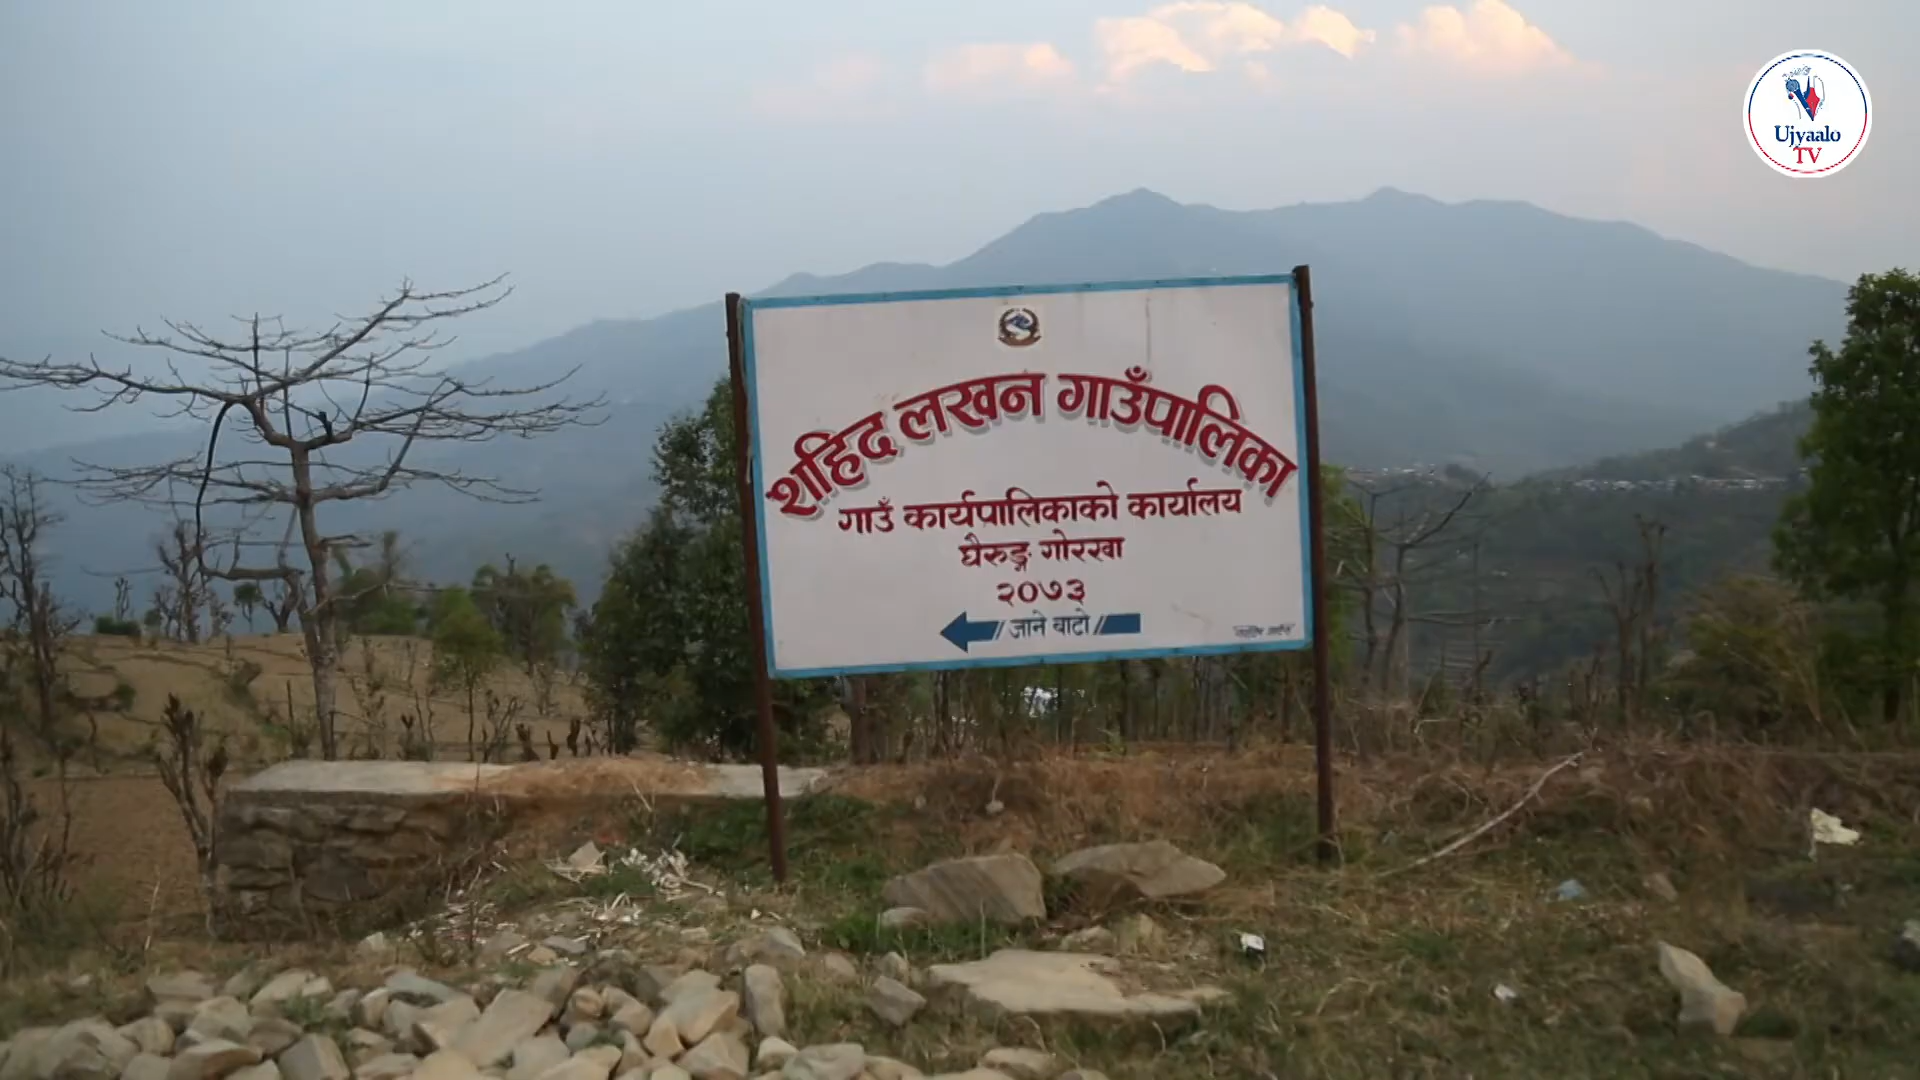 Ujyaalo
TV
शहिद लखन गाउँपालिका
गाउँ कार्यपालिकाको कार्यालय
घैरुङ्ग गोरखा
२०७३
जाने बाटो